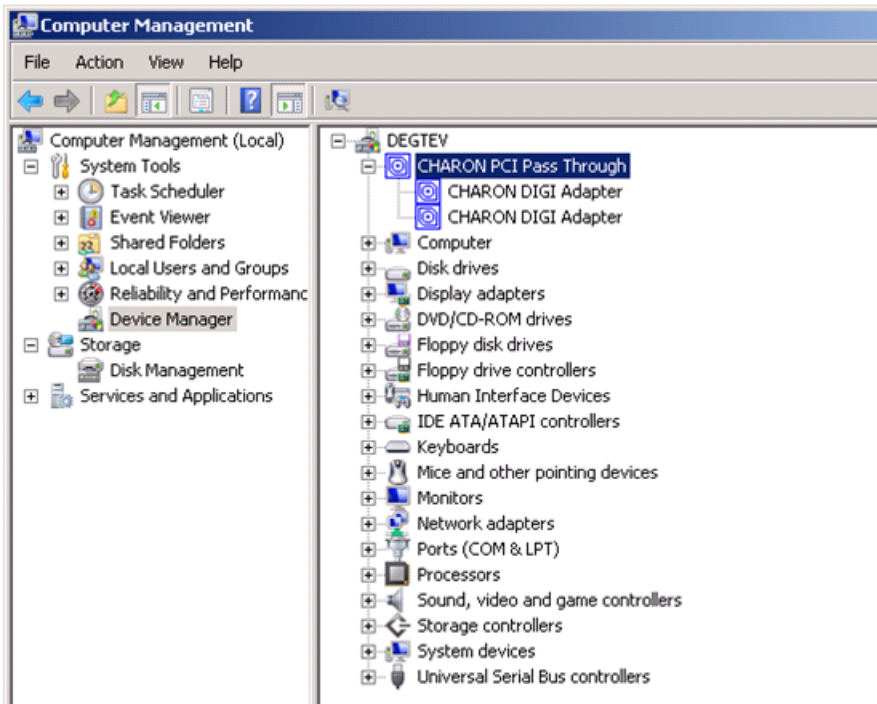 Computer Management
File Action View Help
Computer Management (Local)
System Tools
Task Scheduler
Event Viewer
Shared Folders
Local Users and Groups
Reliability and Performanc
Device Manager
Storage
Disk Management
Services and Applications
DEGTEV
CHARON PCI Pass Through
CHARON DIGI Adapter
CHARON DIGI Adapter
Computer
Disk drives
Display adapters
DVD/CD-ROM drives
Floppy disk drives
Floppy drive controllers
Human Interface Devices
IDE ATA/ATAPI controllers
Keyboards
Mice and other pointing devices
Monitors
Network adapters
Ports (COM & LPT)
Processors
Sound, video and game controllers
Storage controllers
System devices
Universal Serial Bus controllers